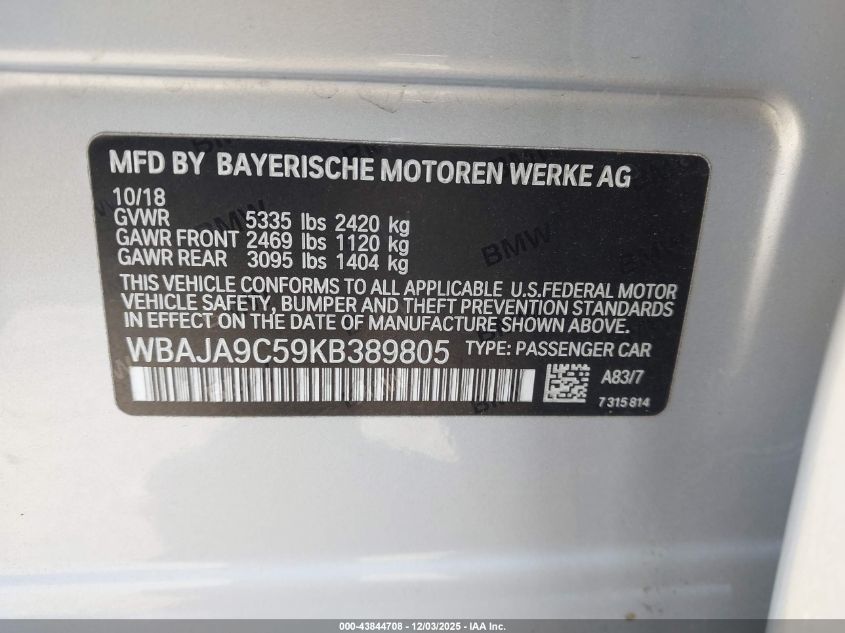 MFD BY BAYERISCHE MOTOREN WERKE AG
10/18
GVWR 5335 lbs 2420 kg
GAWR FRONT 2469 lbs 1120 kg
GAWR REAR 3095 lbs 1404 kg
THIS VEHICLE CONFORMS TO ALL APPLICABLE U.S.FEDERAL MOTOR
VEHICLE SAFETY, BUMPER AND THEFT PREVENTION STANDARDS
IN EFFECT ON THE DATE OF MANUFACTURE SHOWN ABOVE.
WBAJA9C59KB389805 TYPE: PASSENGER CAR
A83/7
7315814
BMW
BMW
000-43844708 - 12/03/2025 - IAA Inc.